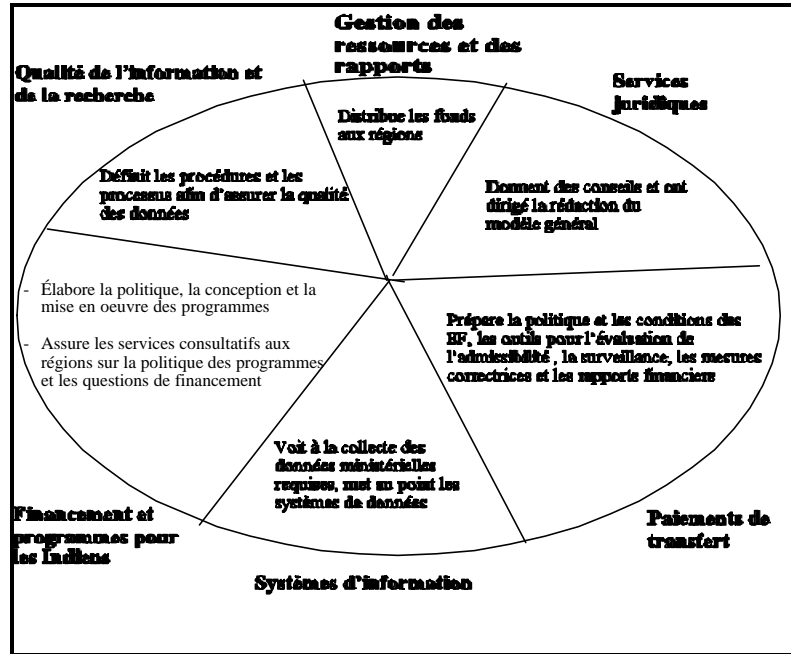 Gestion des
ressources et des
rapports
Qualité de l'information et
de la recherche
Services
juridiques
Distribue les fonds
aux régions
Définit les procédures et les
processus afin d'assurer la qualité
des données
Donnent des conseils et ont
dirigé la rédaction du
modèle général
- Élabore la politique, la conception et la
mise en oeuvre des programmes
- Assure les services consultatifs aux
régions sur la politique des programmes
et les questions de financement
Prépare la politique et les conditions des
EF, les outils pour l'évaluation de
l'admissibilité , la surveillance, les mesures
correctrices et les rapports financiers
Voit à la collecte des
données ministérielles
requises, met au point les
systèmes de données
Financement et
programmes pour
les Indiens
Paiements de
transfert
Systèmes d'information